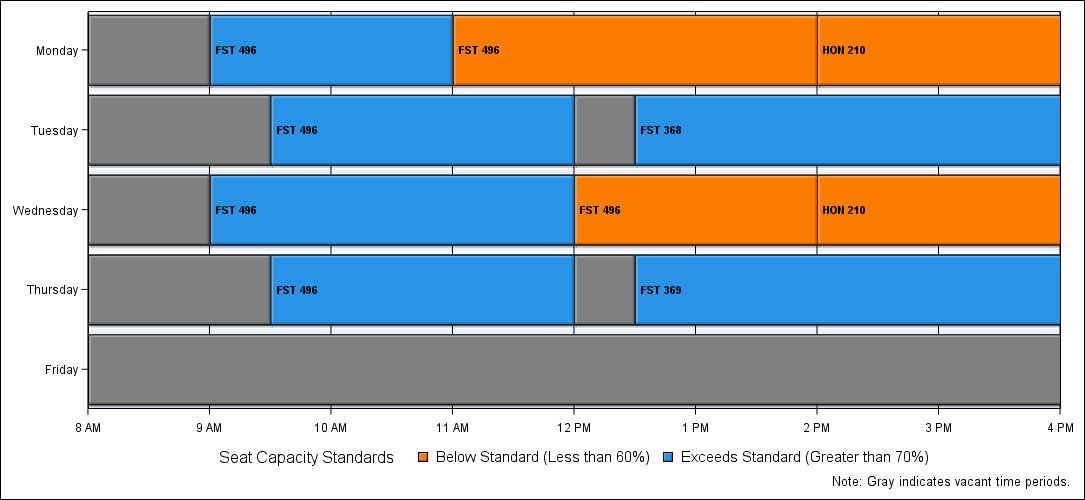 Monday FST 496 FST 496 HON 210
Tuesday FST 496 FST 368
Wednesday FST 496 FST 496 HON 210
Thursday FST 496 FST 369
Friday
8 AM 9 AM 10 AM 11 AM 12 PM 1 PM 2 PM 3 PM 4 PM
Seat Capacity Standards Below Standard (Less than 60%) Exceeds Standard (Greater than 70%)
Note: Gray indicates vacant time periods.